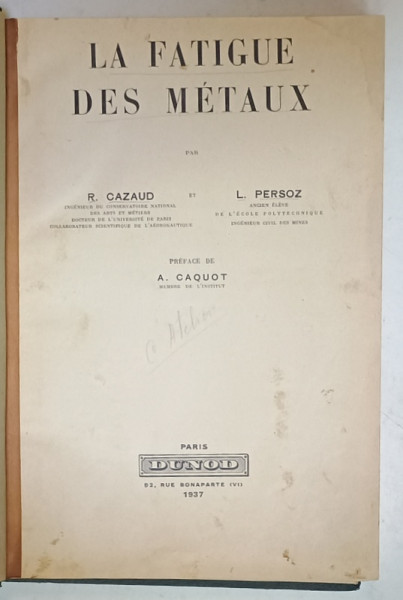 LA FATIGUE
DES MÉTAUX
PAR
R. CAZAUD
INGÉNIEUR DU CONSERVATOIRE NATIONAL
DES ARTS ET MÉTIERS
DOCTEUR DE L'UNIVERSITÉ DE PARIS
COLLABORATEUR SCIENTIFIQUE DE L'AÉRONAUTIQUE
ET
L. PERSOZ
ANCIEN ÉLÈVE
DE L'ÉCOLE POLYTECHNIQUE
INGÉNIEUR CIVIL DES MINES
PRÉFACE DE
A. CAQUOT
MEMBRE DE L'INSTITUT
PARIS
DUNOD
92, RUE BONAPARTE (VI)
1937